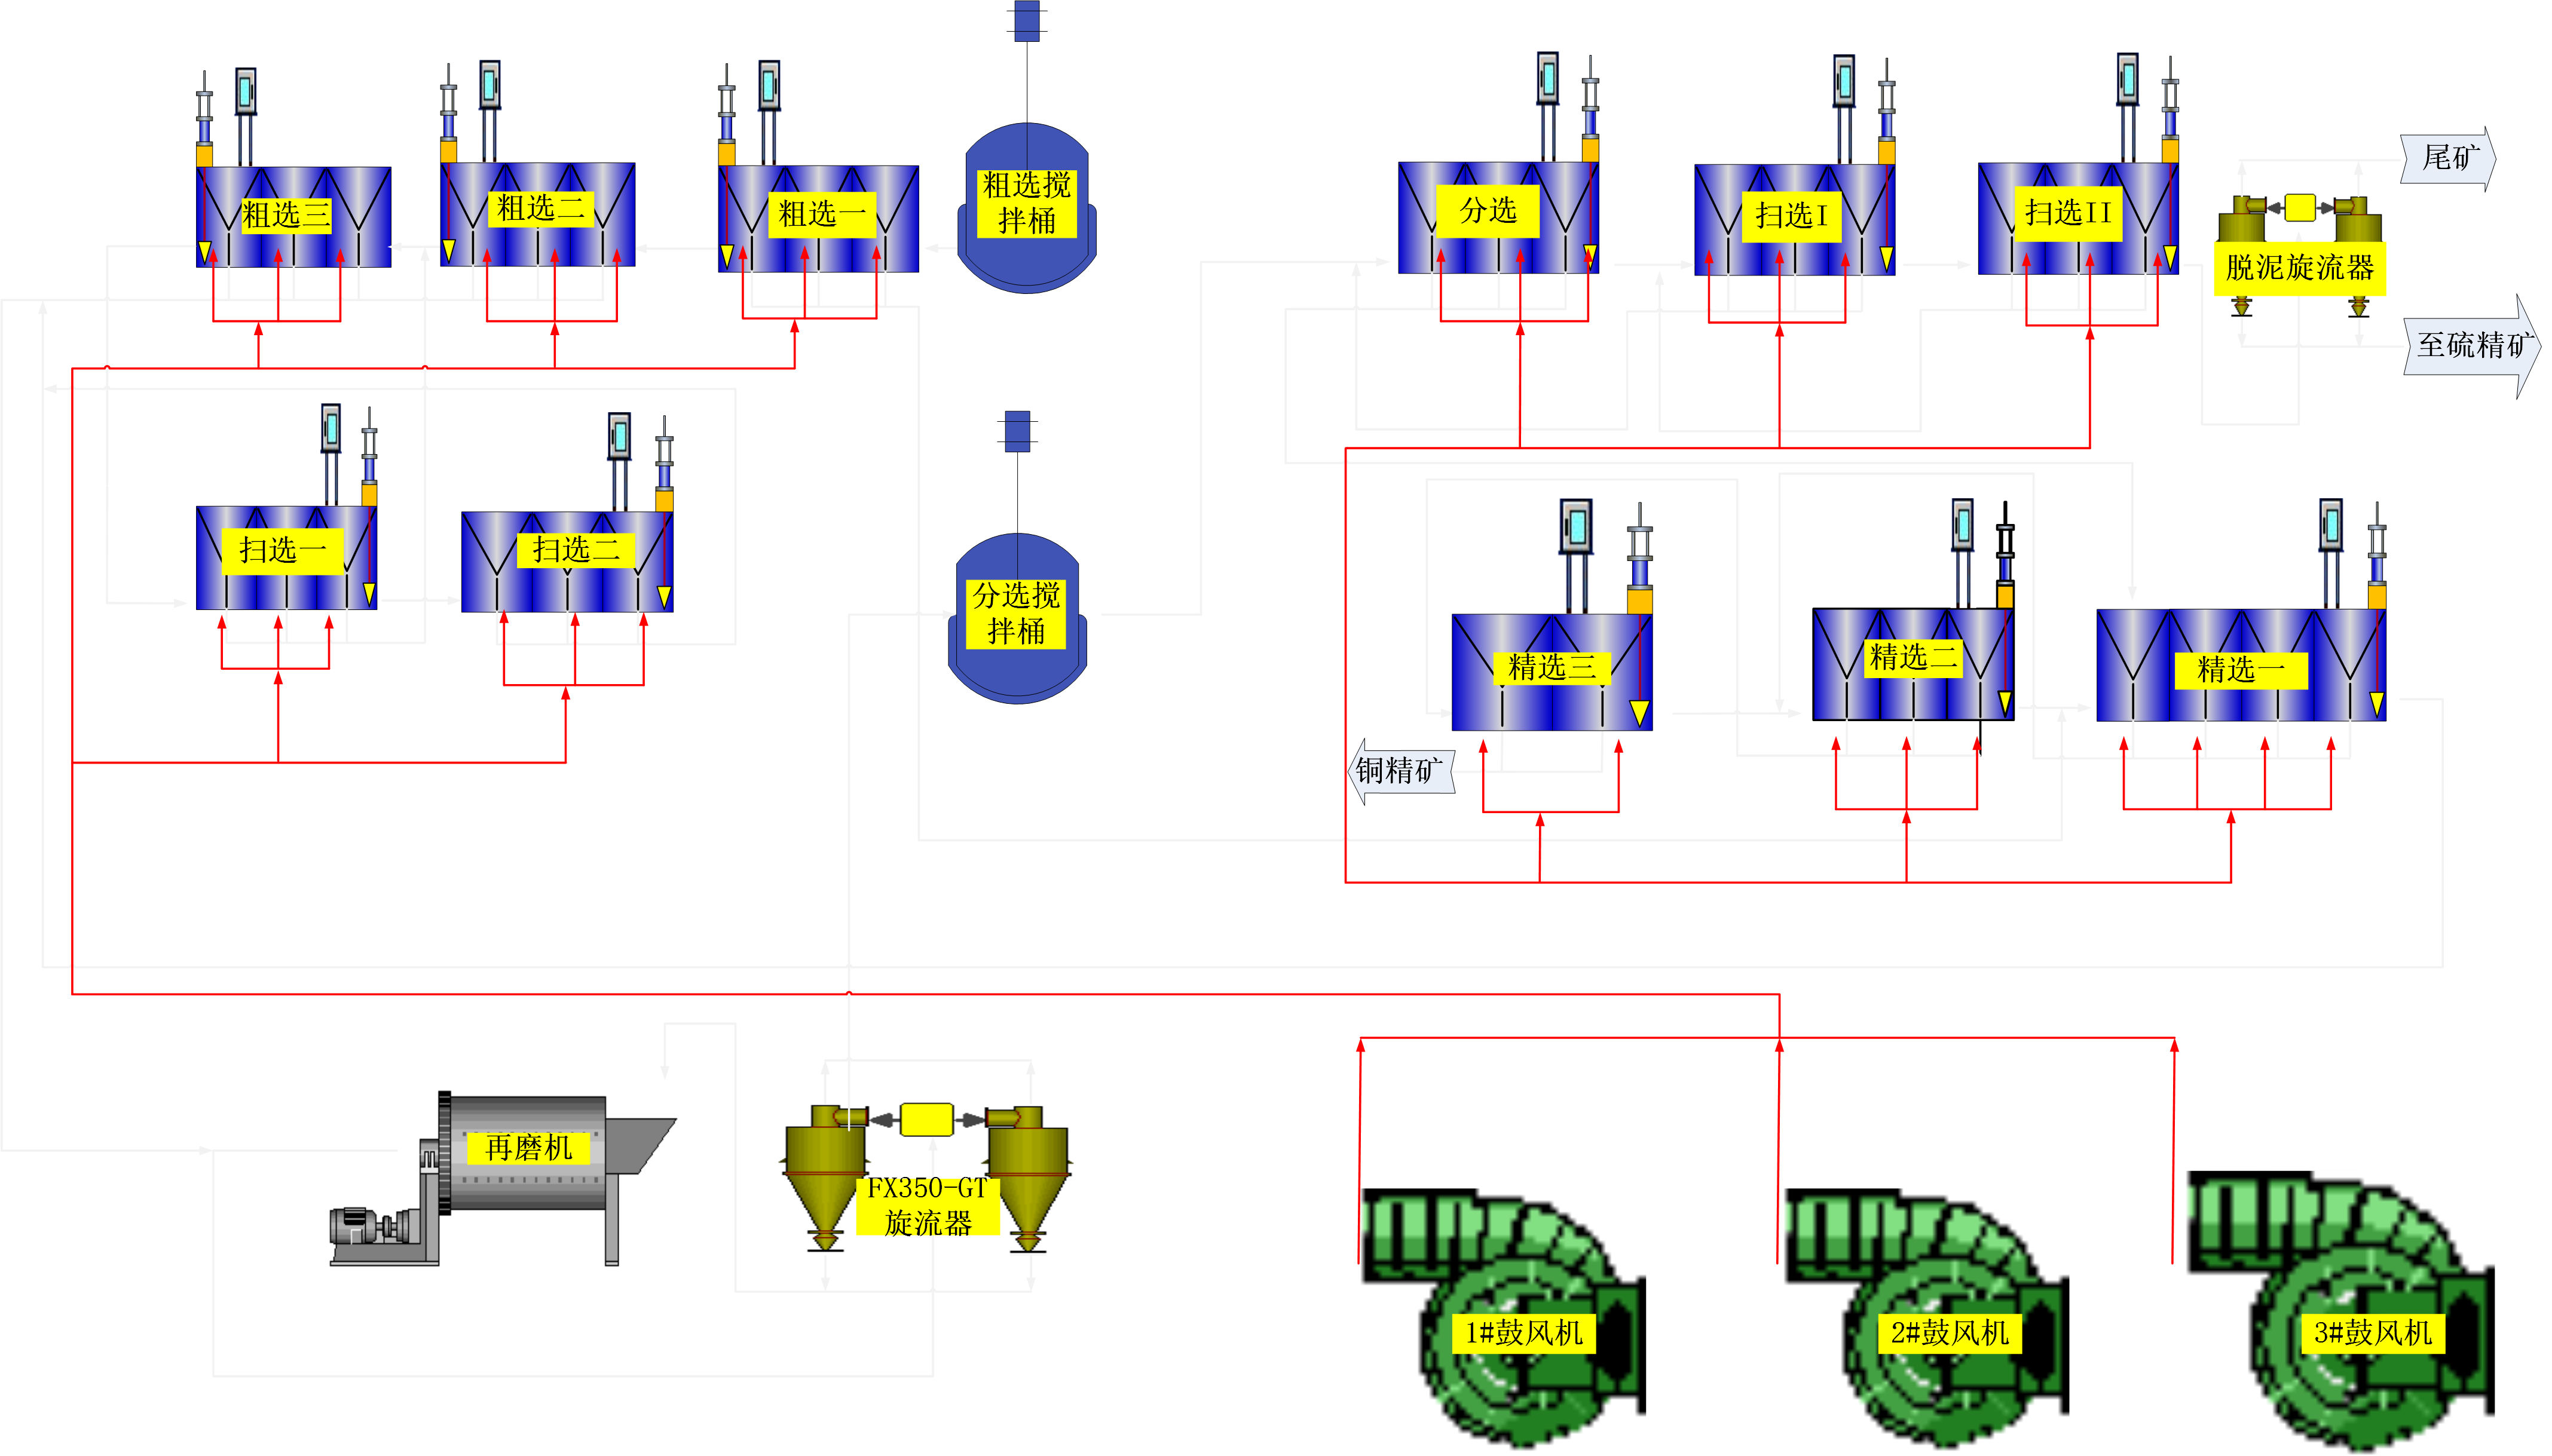 粗选三
粗选二
粗选一
粗选搅
拌桶
分选
扫选I
扫选II
脱泥旋流器
尾矿
至硫精矿
扫选一
扫选二
分选搅
拌桶
精选三
精选二
精选一
铜精矿
再磨机
FX350-GT
旋流器
1#鼓风机
2#鼓风机
3#鼓风机